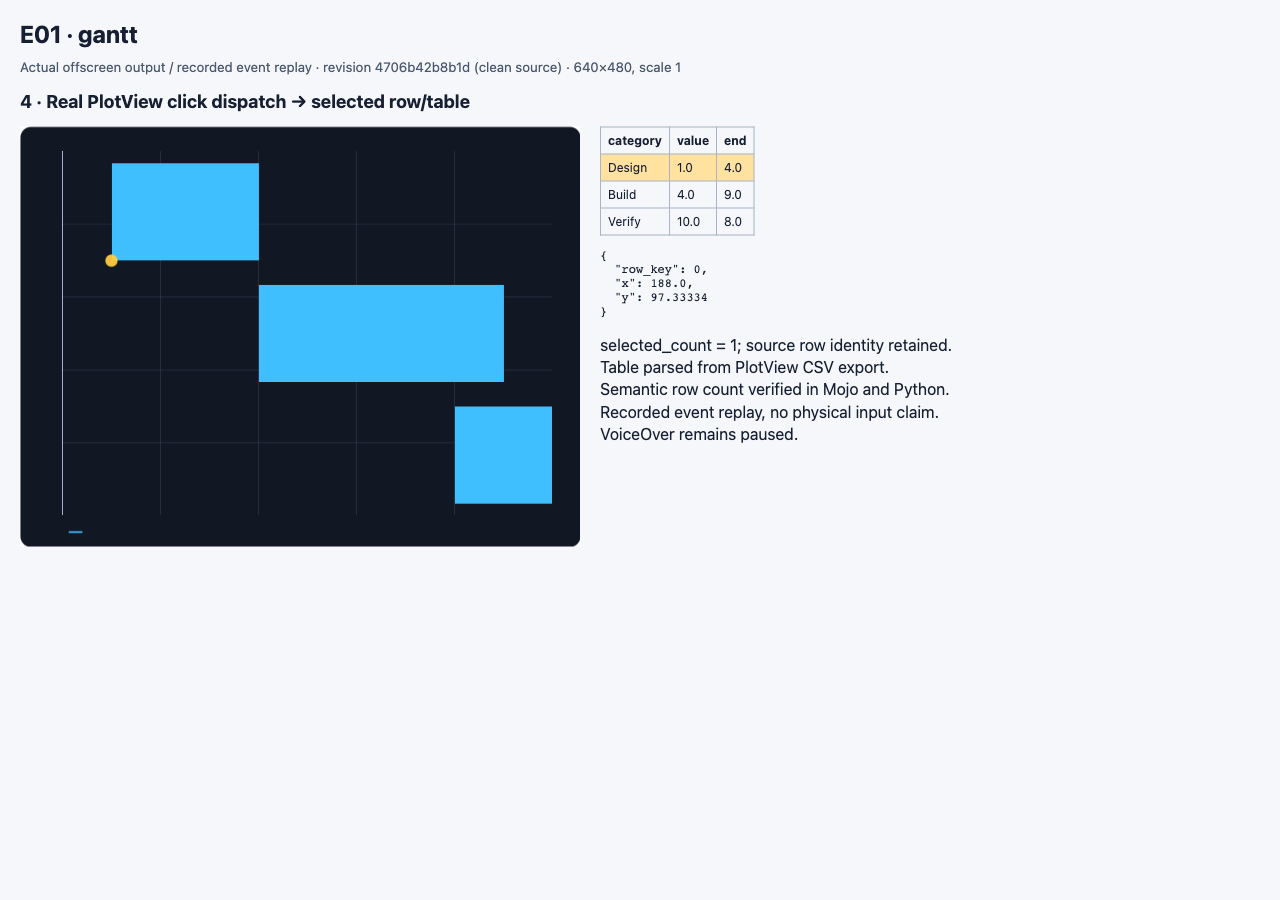 E01 · gantt
Actual offscreen output / recorded event replay · revision 4706b42b8b1d (clean source) · 640×480, scale 1
4 · Real PlotView click dispatch → selected row/table
category value end
Design 1.0 4.0
Build 4.0 9.0
Verify 10.0 8.0
{
"row_key": 0,
"x": 188.0,
"y": 97.33334
}
selected_count = 1; source row identity retained.
Table parsed from PlotView CSV export.
Semantic row count verified in Mojo and Python.
Recorded event replay, no physical input claim.
VoiceOver remains paused.